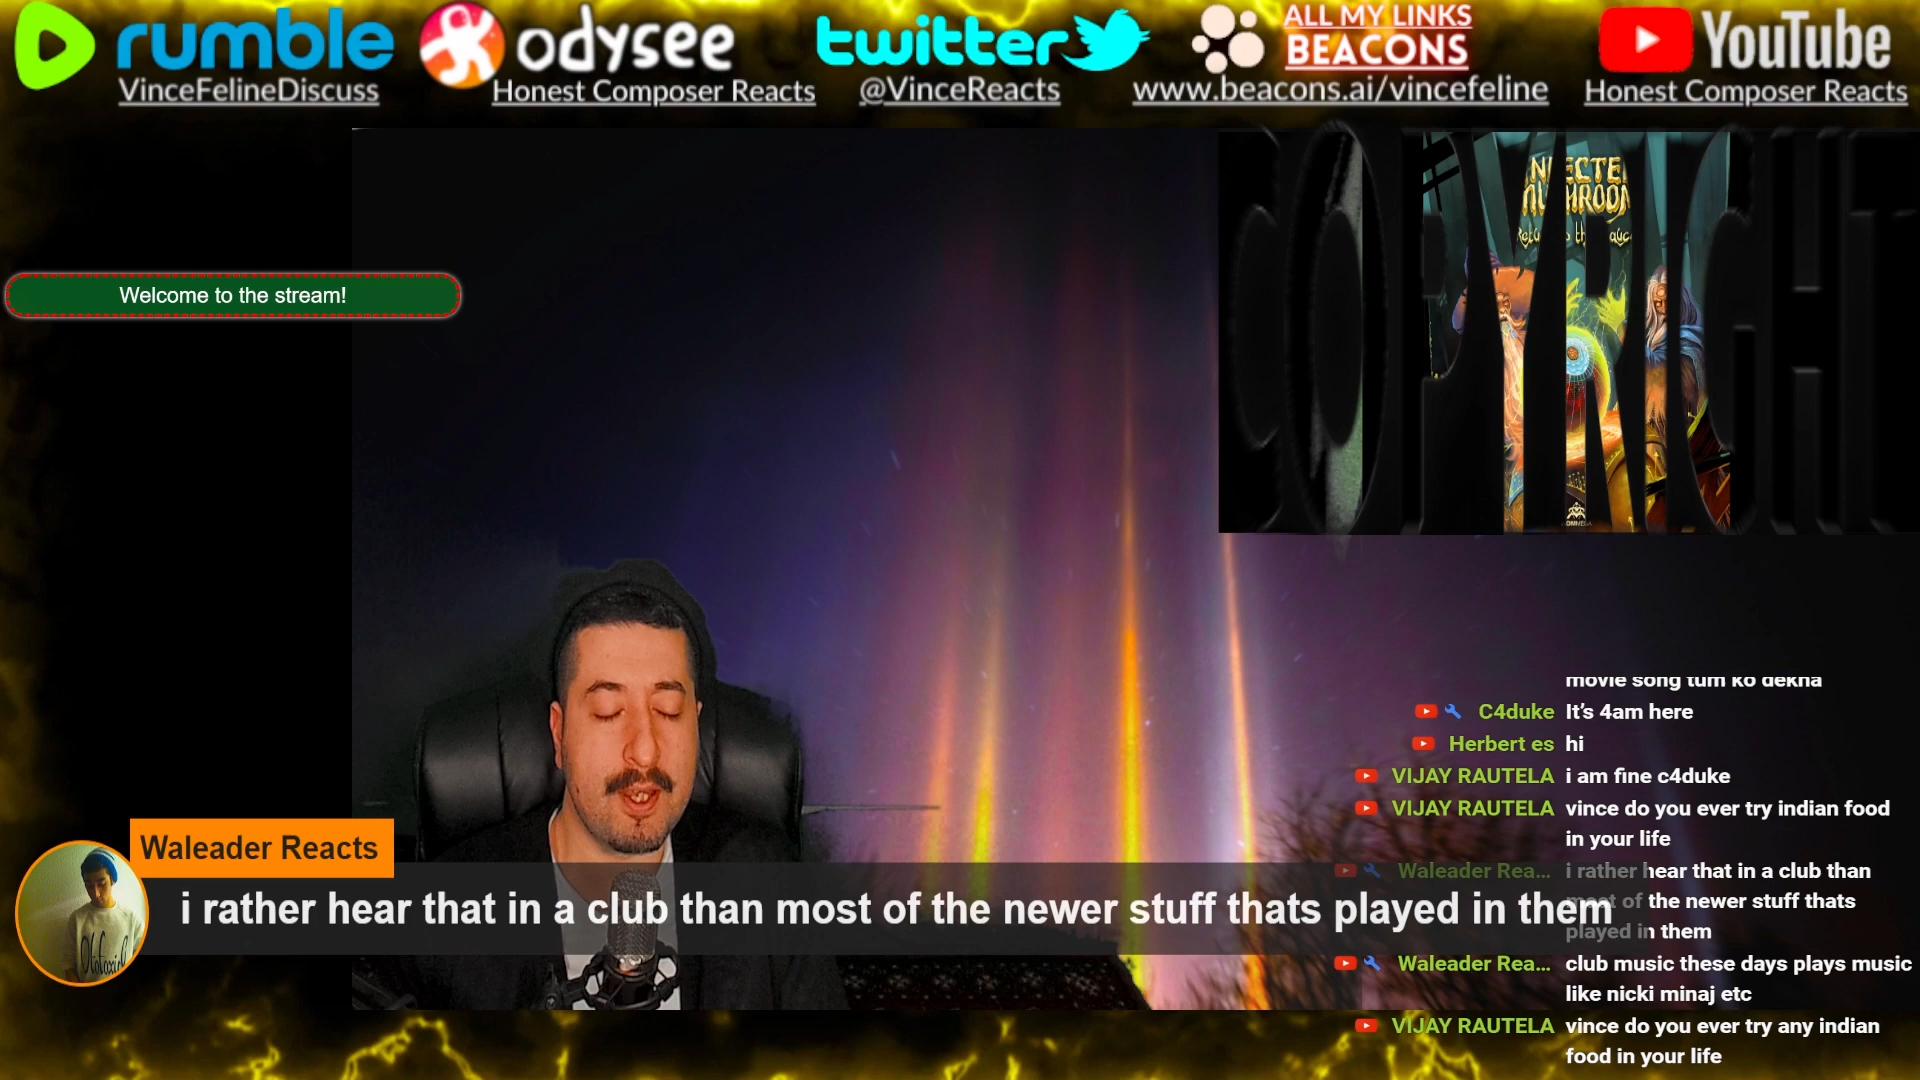 rumble
VinceFelineDiscuss
odysee
Honest Composer Reacts
twitter
@VinceReacts
ALL MY LINKS
BEACONS
www.beacons.ai/vincefeline
YouTube
Honest Composer Reacts
COPYRIGHT
Welcome to the stream!
movie song tum ko dekha
C4duke It's 4am here
Herbert es hi
VIJAY RAUTELA i am fine c4duke
VIJAY RAUTELA vince do you ever try indian food
in your life
Waleader Rea... i rather hear that in a club than
most of the newer stuff thats
played in them
Waleader Rea... club music these days plays music
like nicki minaj etc
VIJAY RAUTELA vince do you ever try any indian
food in your life
Waleader Reacts
i rather hear that in a club than most of the newer stuff thats played in them